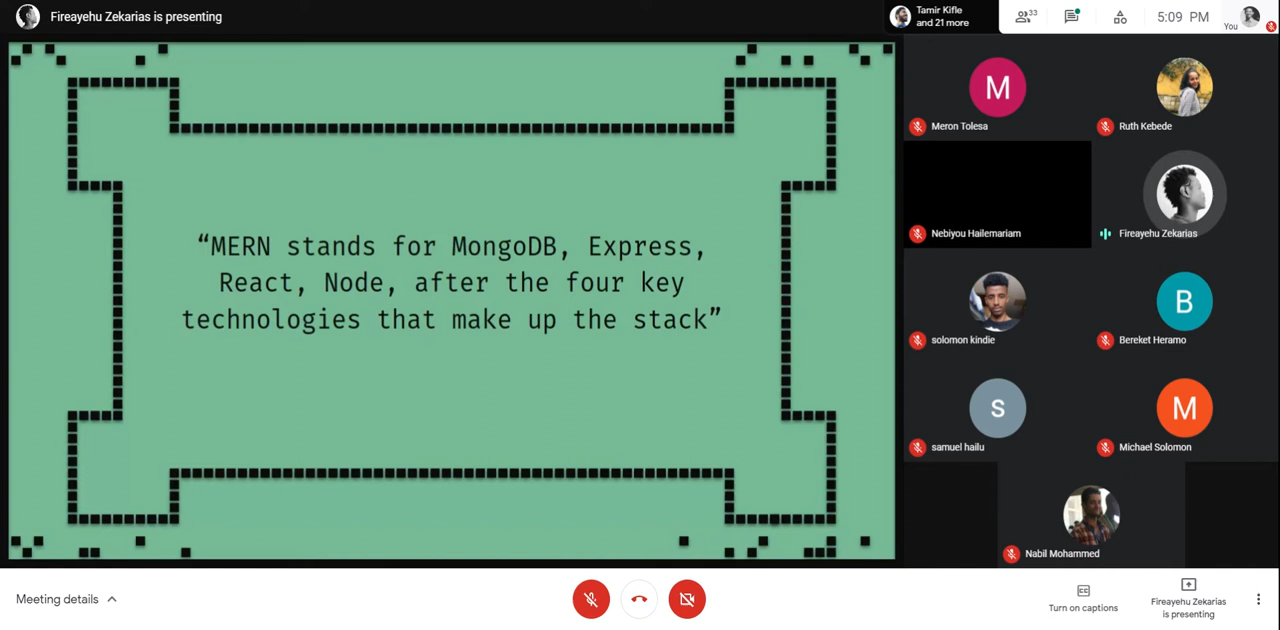 Fireayehu Zekarias is presenting
Tamir Kifle
and 21 more
33
5:09 PM
You
“MERN stands for MongoDB, Express,
React, Node, after the four key
technologies that make up the stack”
M
Meron Tolesa
Ruth Kebede
Nebiyou Hailemariam
Fireayehu Zekarias
solomon kindie
B
Bereket Heramo
s
samuel hailu
M
Michael Solomon
Nabil Mohammed
Meeting details
CC
Turn on captions
Fireayehu Zekarias
is presenting